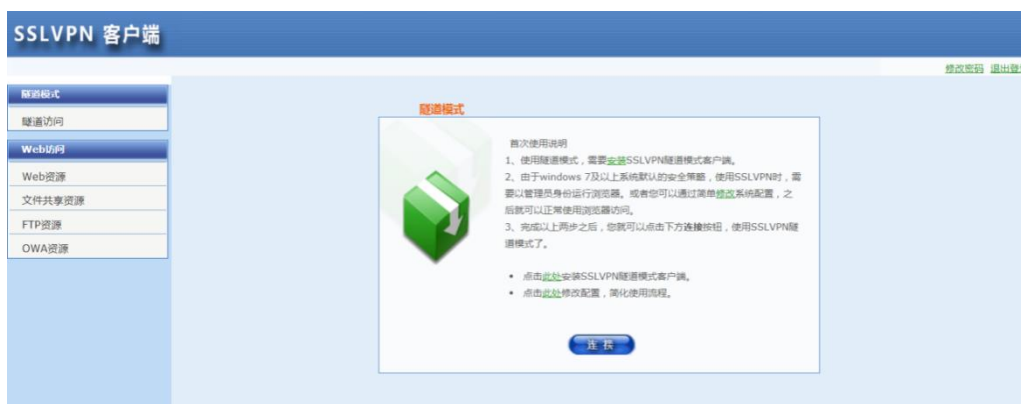 SSLVPN 客户端
修改密码 退出登
隧道模式
隧道访问
Web访问
Web资源
文件共享资源
FTP资源
OWA资源
隧道模式
首次使用说明
1、使用隧道模式，需要安装SSLVPN隧道模式客户端。
2、由于windows 7及以上系统默认的安全策略，使用SSLVPN时，需
要以管理员身份运行浏览器。或者您可以通过简单修改系统配置，之
后就可以正常使用浏览器访问。
3、完成以上两步之后，您就可以点击下方连接按钮，使用SSLVPN隧
道模式了。
• 点击此处安装SSLVPN隧道模式客户端。
• 点击此处修改配置，简化使用流程。
连 接